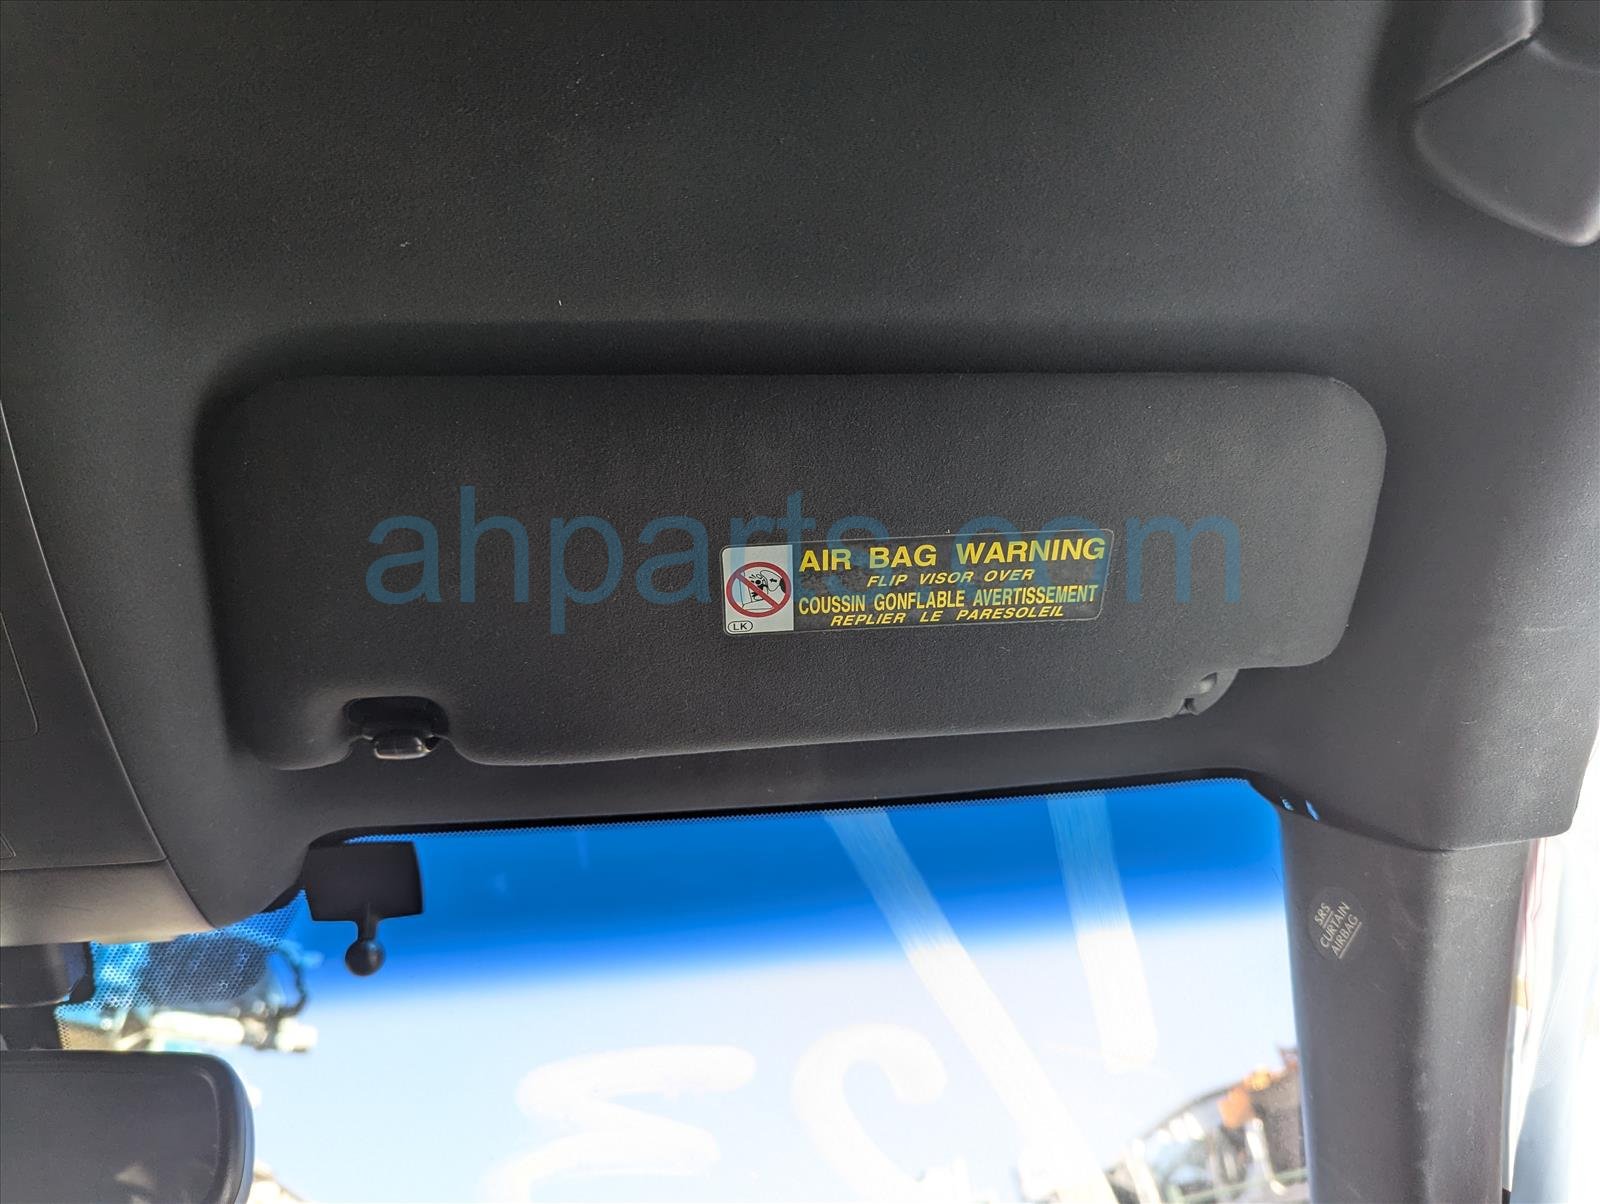 ahparts.com
AIR BAG WARNING
FLIP VISOR OVER
COUSSIN GONFLABLE AVERTISSEMENT
REPLIER LE PARESOLEIL
LK
SRS
CURTAIN
AIRBAG